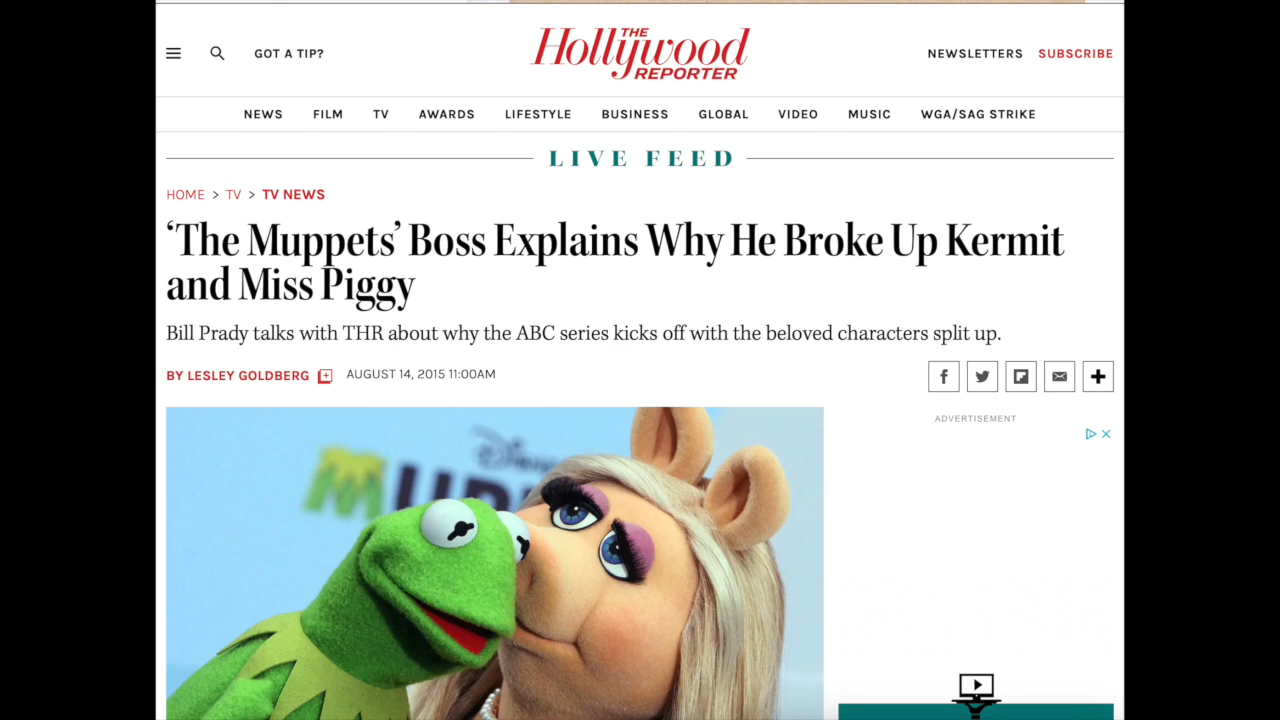 GOT A TIP?
THE
Hollywood
REPORTER
NEWSLETTERS SUBSCRIBE
NEWS FILM TV AWARDS LIFESTYLE BUSINESS GLOBAL VIDEO MUSIC WGA/SAG STRIKE
LIVE FEED
HOME > TV > TV NEWS
‘The Muppets’ Boss Explains Why He Broke Up Kermit
and Miss Piggy
Bill Prady talks with THR about why the ABC series kicks off with the beloved characters split up.
BY LESLEY GOLDBERG AUGUST 14, 2015 11:00AM
ADVERTISEMENT
Disney